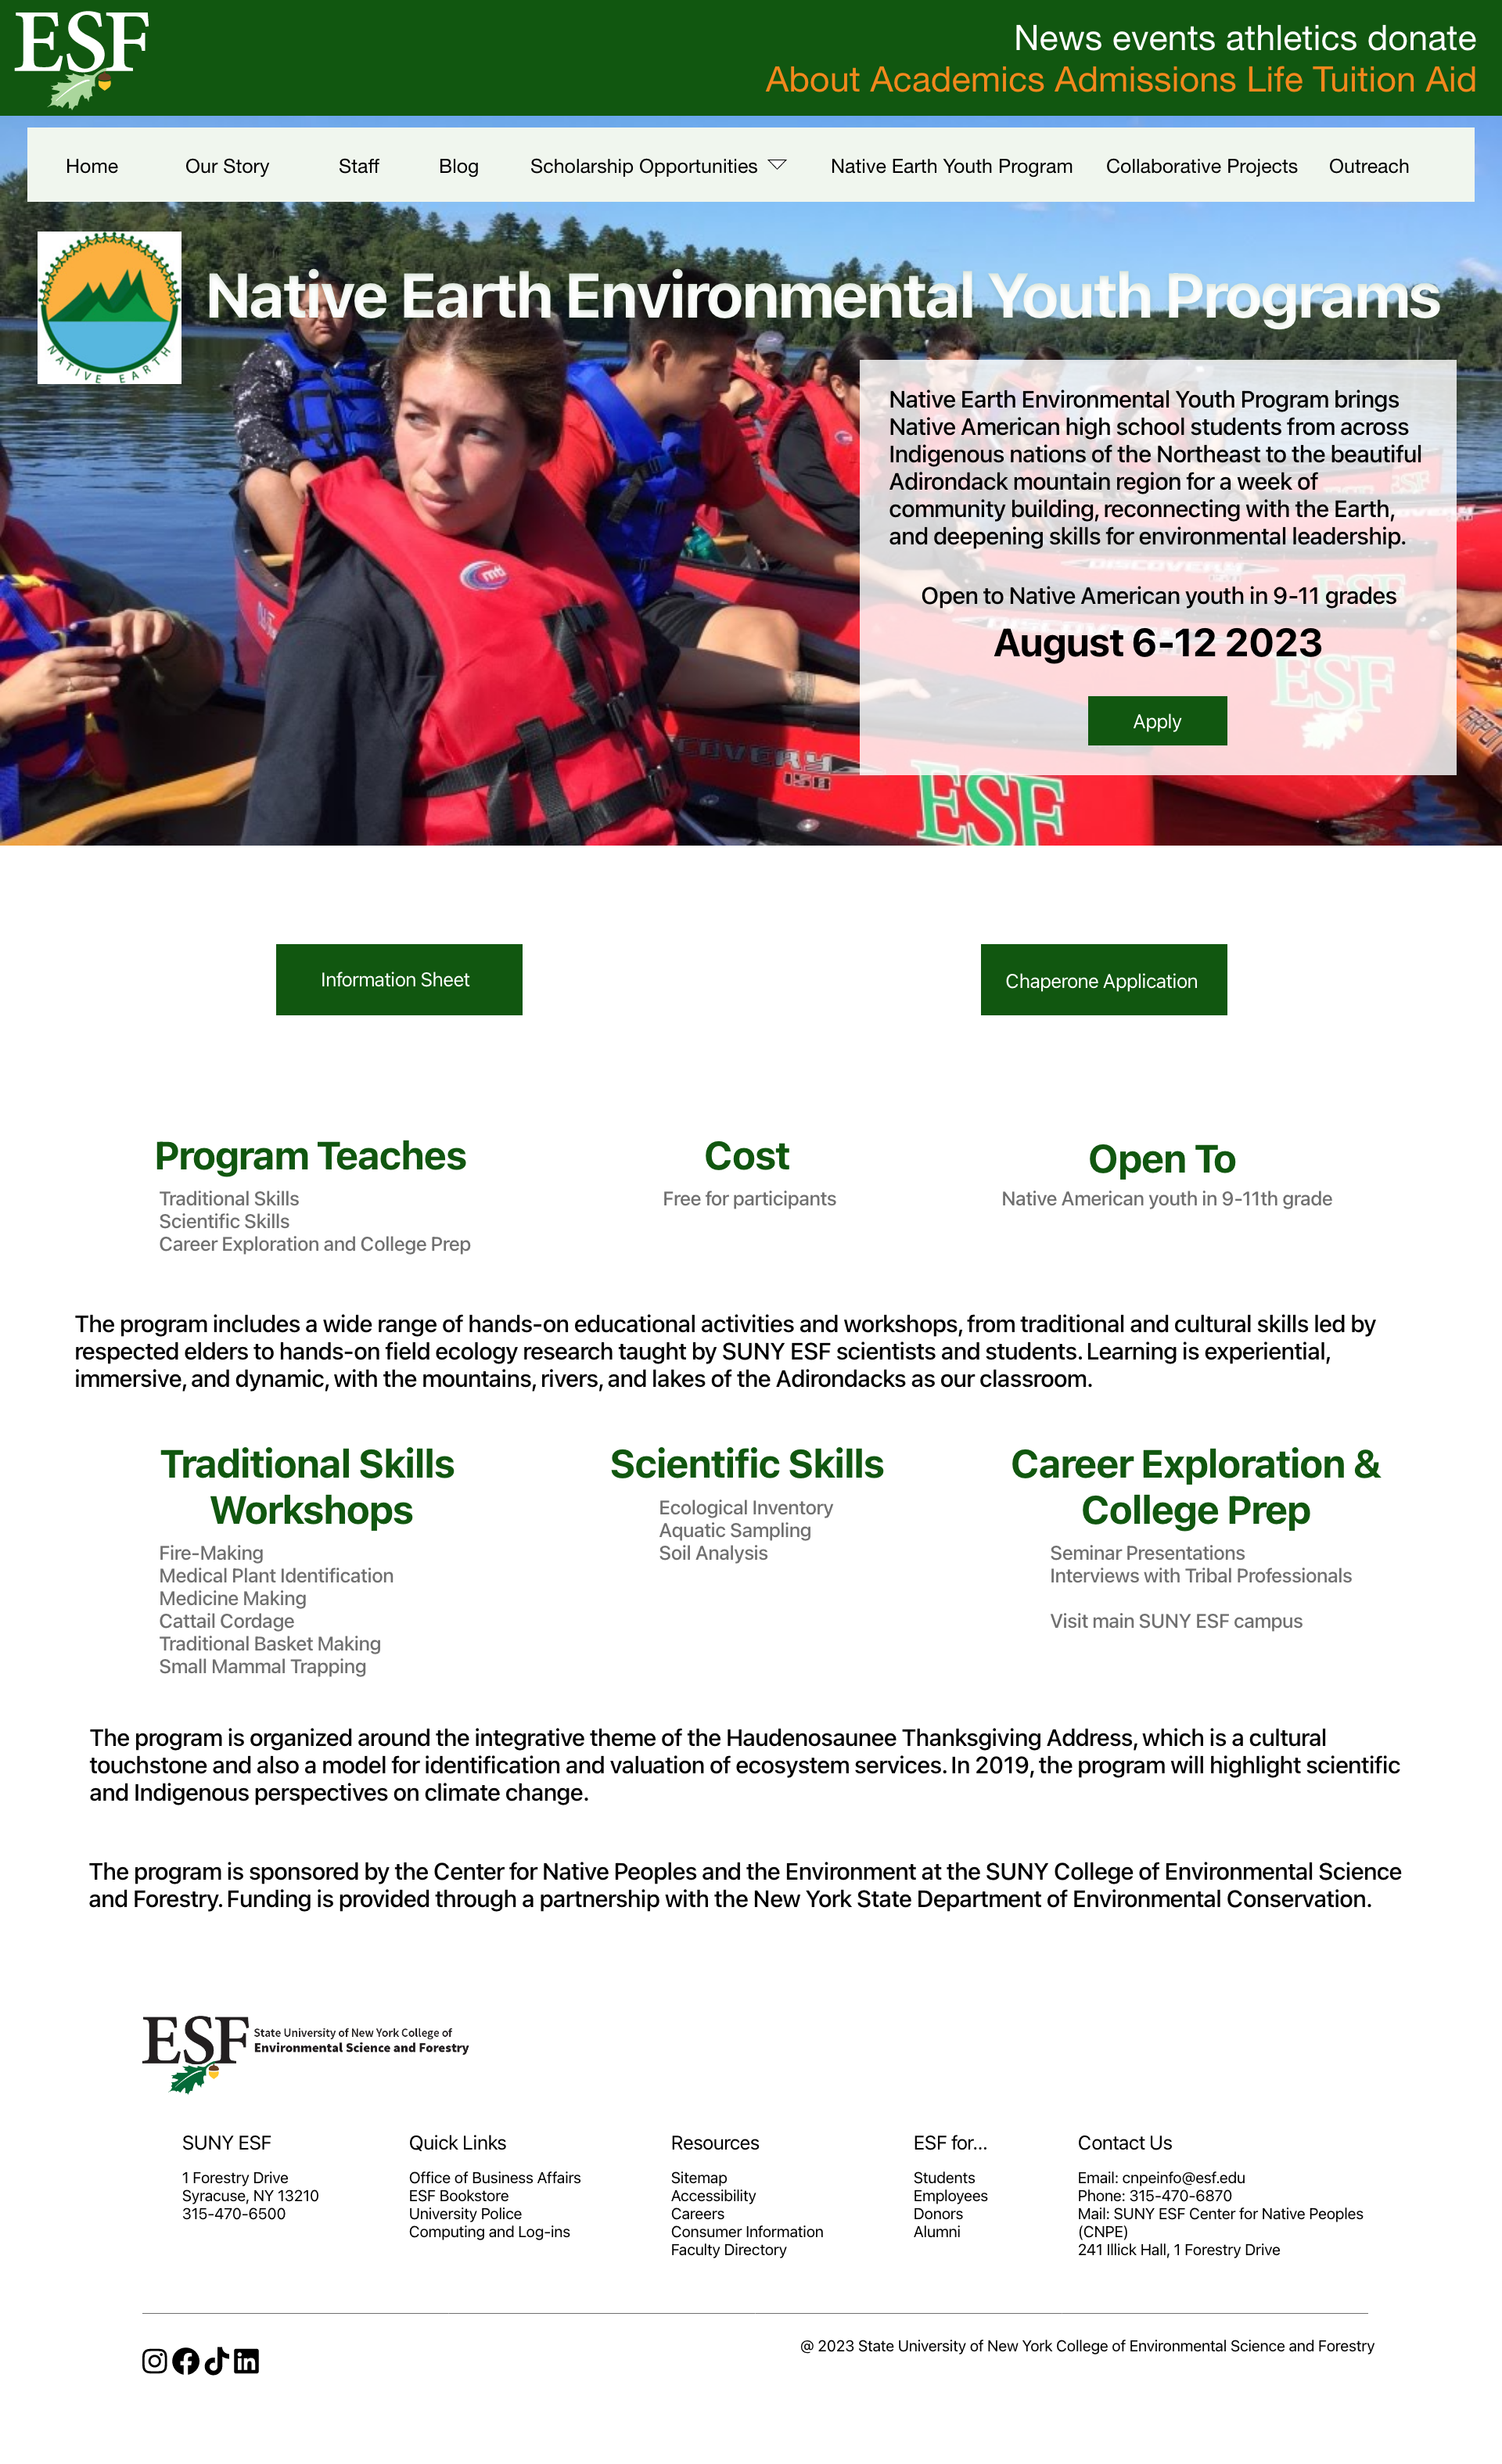 ESF
News events athletics donate
About Academics Admissions Life Tuition Aid
Home Our Story Staff Blog Scholarship Opportunities Native Earth Youth Program Collaborative Projects Outreach
NATIVE EARTH
Native Earth Environmental Youth Programs
Native Earth Environmental Youth Program brings
Native American high school students from across
Indigenous nations of the Northeast to the beautiful
Adirondack mountain region for a week of
community building, reconnecting with the Earth,
and deepening skills for environmental leadership.
Open to Native American youth in 9-11 grades
August 6-12 2023
Apply
mti
DISCOVERY
ESF
ESF
DISCOVERY
ESF
COVERY
158
ESF
Information Sheet
Chaperone Application
Program Teaches
Traditional Skills
Scientific Skills
Career Exploration and College Prep
Cost
Free for participants
Open To
Native American youth in 9-11th grade
The program includes a wide range of hands-on educational activities and workshops, from traditional and cultural skills led by
respected elders to hands-on field ecology research taught by SUNY ESF scientists and students. Learning is experiential,
immersive, and dynamic, with the mountains, rivers, and lakes of the Adirondacks as our classroom.
Traditional Skills
Workshops
Fire-Making
Medical Plant Identification
Medicine Making
Cattail Cordage
Traditional Basket Making
Small Mammal Trapping
Scientific Skills
Ecological Inventory
Aquatic Sampling
Soil Analysis
Career Exploration &
College Prep
Seminar Presentations
Interviews with Tribal Professionals
Visit main SUNY ESF campus
The program is organized around the integrative theme of the Haudenosaunee Thanksgiving Address, which is a cultural
touchstone and also a model for identification and valuation of ecosystem services. In 2019, the program will highlight scientific
and Indigenous perspectives on climate change.
The program is sponsored by the Center for Native Peoples and the Environment at the SUNY College of Environmental Science
and Forestry. Funding is provided through a partnership with the New York State Department of Environmental Conservation.
ESF
State University of New York College of
Environmental Science and Forestry
SUNY ESF
1 Forestry Drive
Syracuse, NY 13210
315-470-6500
Quick Links
Office of Business Affairs
ESF Bookstore
University Police
Computing and Log-ins
Resources
Sitemap
Accessibility
Careers
Consumer Information
Faculty Directory
ESF for...
Students
Employees
Donors
Alumni
Contact Us
Email: cnpeinfo@esf.edu
Phone: 315-470-6870
Mail: SUNY ESF Center for Native Peoples
(CNPE)
241 Illick Hall, 1 Forestry Drive
@ 2023 State University of New York College of Environmental Science and Forestry